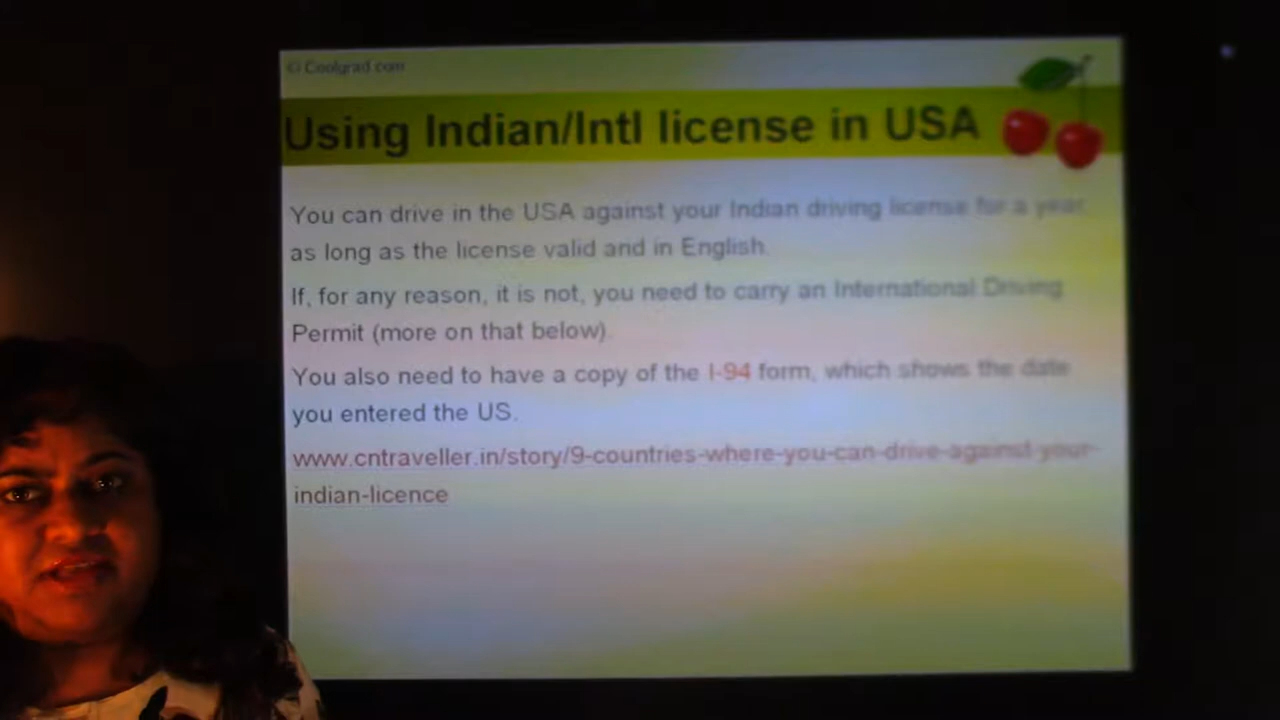 © Coolgrad.com
Using Indian/Intl license in USA
You can drive in the USA against your Indian driving license for a year
as long as the license valid and in English.
If, for any reason, it is not, you need to carry an International Driving
Permit (more on that below).
You also need to have a copy of the I-94 form, which shows the date
you entered the US.
www.cntraveller.in/story/9-countries-where-you-can-drive-against-your-
indian-licence